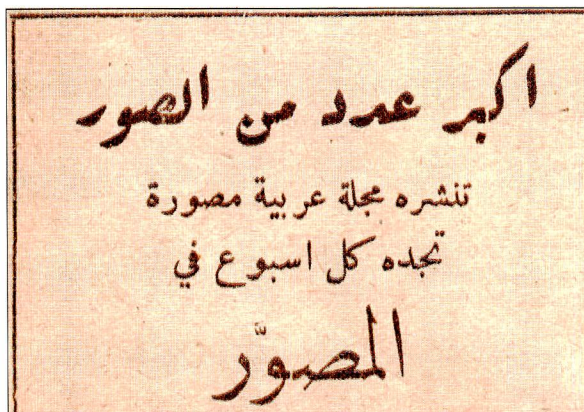 اكبر عدد من الصور
تنشره مجلة عربية مصورة
تجده كل اسبوع في
المصوَّر